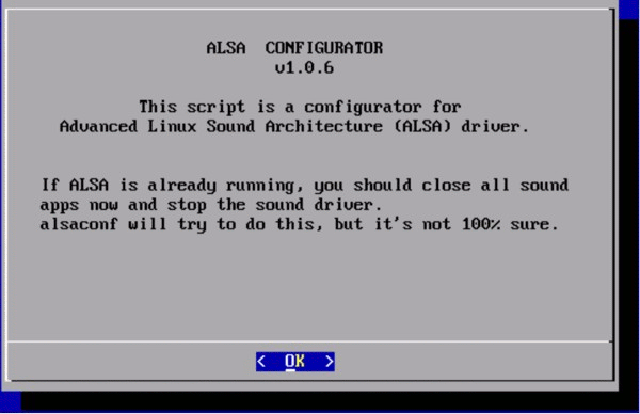 ALSA CONFIGURATOR
v1.0.6
This script is a configurator for
Advanced Linux Sound Architecture (ALSA) driver.
If ALSA is already running, you should close all sound
apps now and stop the sound driver.
alsaconf will try to do this, but it's not 100% sure.
< OK >